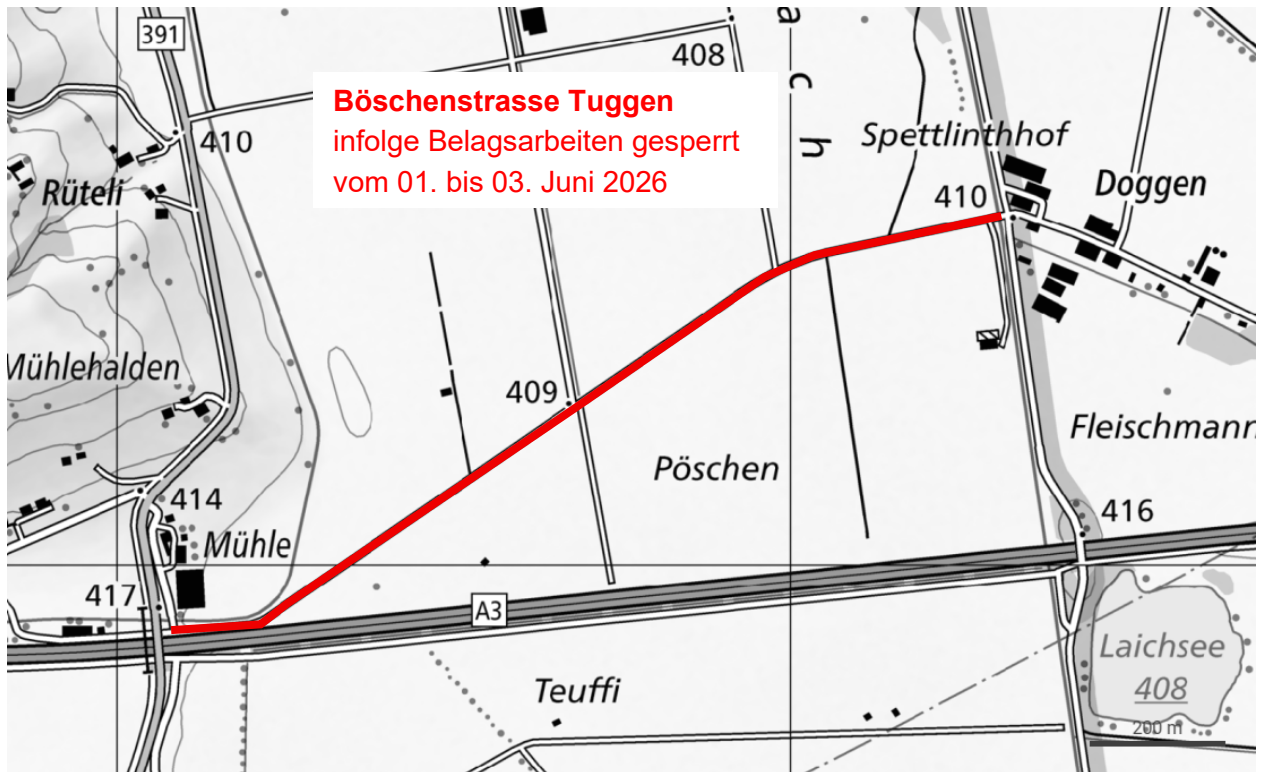 391
a
c
h
408
Böschenstrasse Tuggen
infolge Belagsarbeiten gesperrt
vom 01. bis 03. Juni 2026
410
Spettlinthhof
Rüteli
410
Doggen
Mühlehalden
409
Fleischmann
Pöschen
414
416
Mühle
417
A3
Laichsee
408
Teuffi
200 m